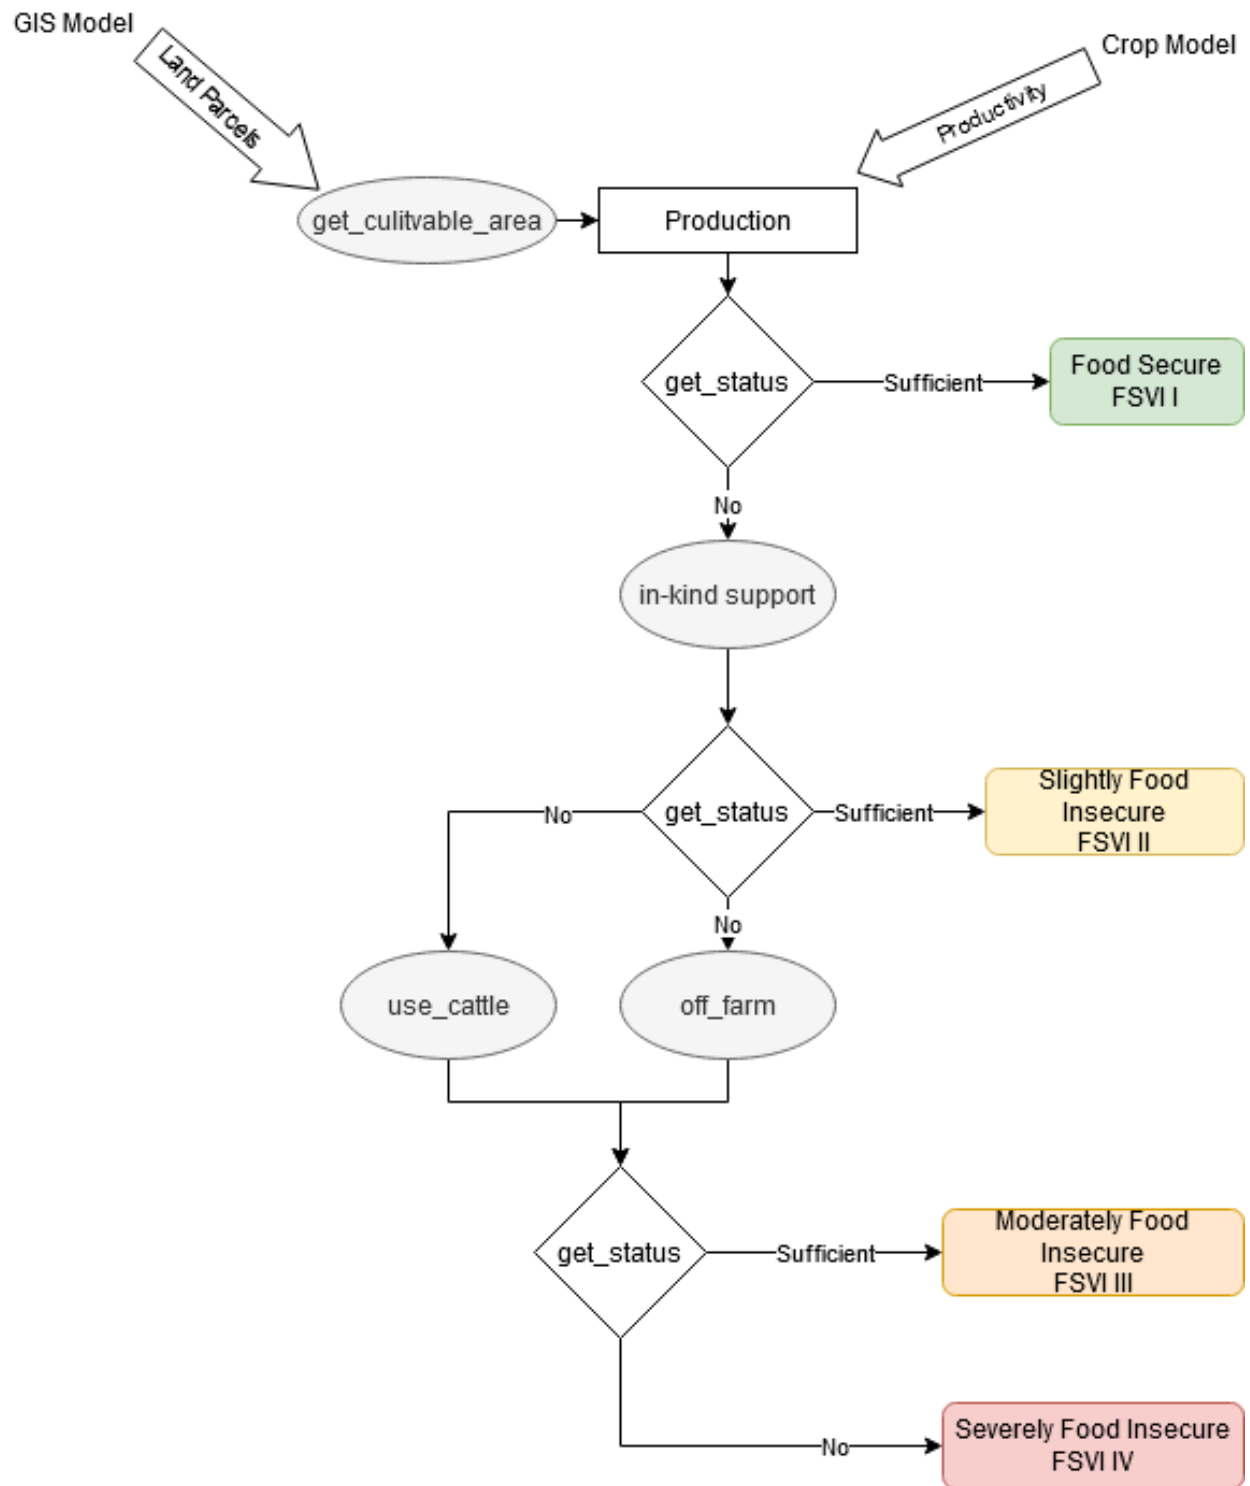 GIS Model
Crop Model
Land Parcels
Productivity
get_culitvable_area
Production
get_status
Sufficient
Food Secure
FSVI I
No
in-kind support
No
get_status
Sufficient
Slightly Food
Insecure
FSVI II
No
use_cattle
off_farm
get_status
Sufficient
Moderately Food
Insecure
FSVI III
No
Severely Food Insecure
FSVI IV